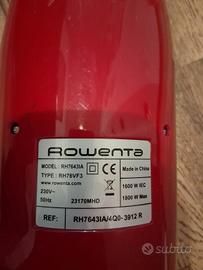 Rowenta
MODEL: RH7643IA
TYPE: RH76VF3
www.rowenta.com
230V~
50Hz 23170MHD
Made in China
1600 W IEC
1800 W Max
REF: RH7643IA/4Q0-3912 R
subito